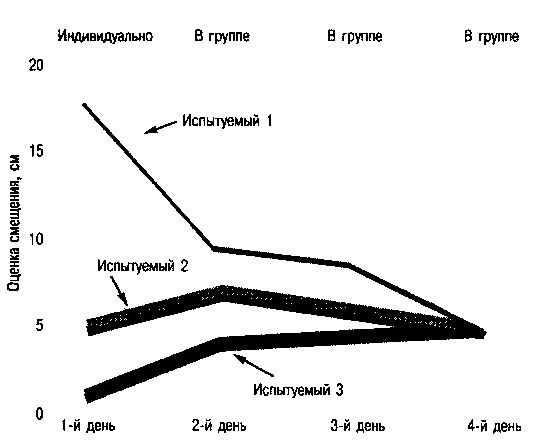 Индивидуально В группе В группе В группе
20
Испытуемый 1
15
Оценка смещения, см
10
Испытуемый 2
5
Испытуемый 3
0
1-й день 2-й день 3-й день 4-й день